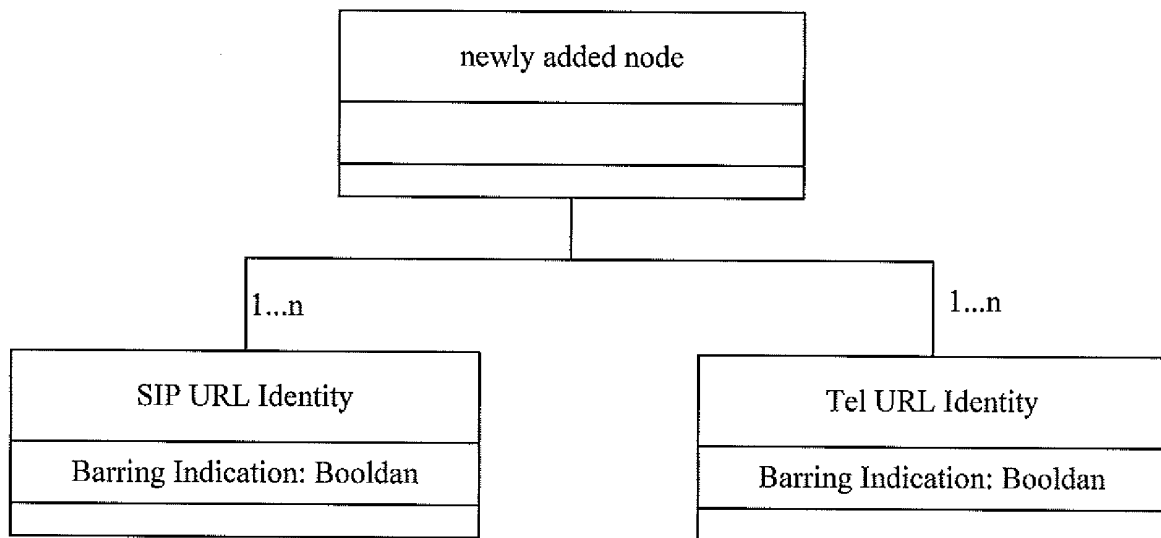 newly added node
1...n
1...n
SIP URL Identity
Tel URL Identity
Barring Indication: Booldan
Barring Indication: Booldan